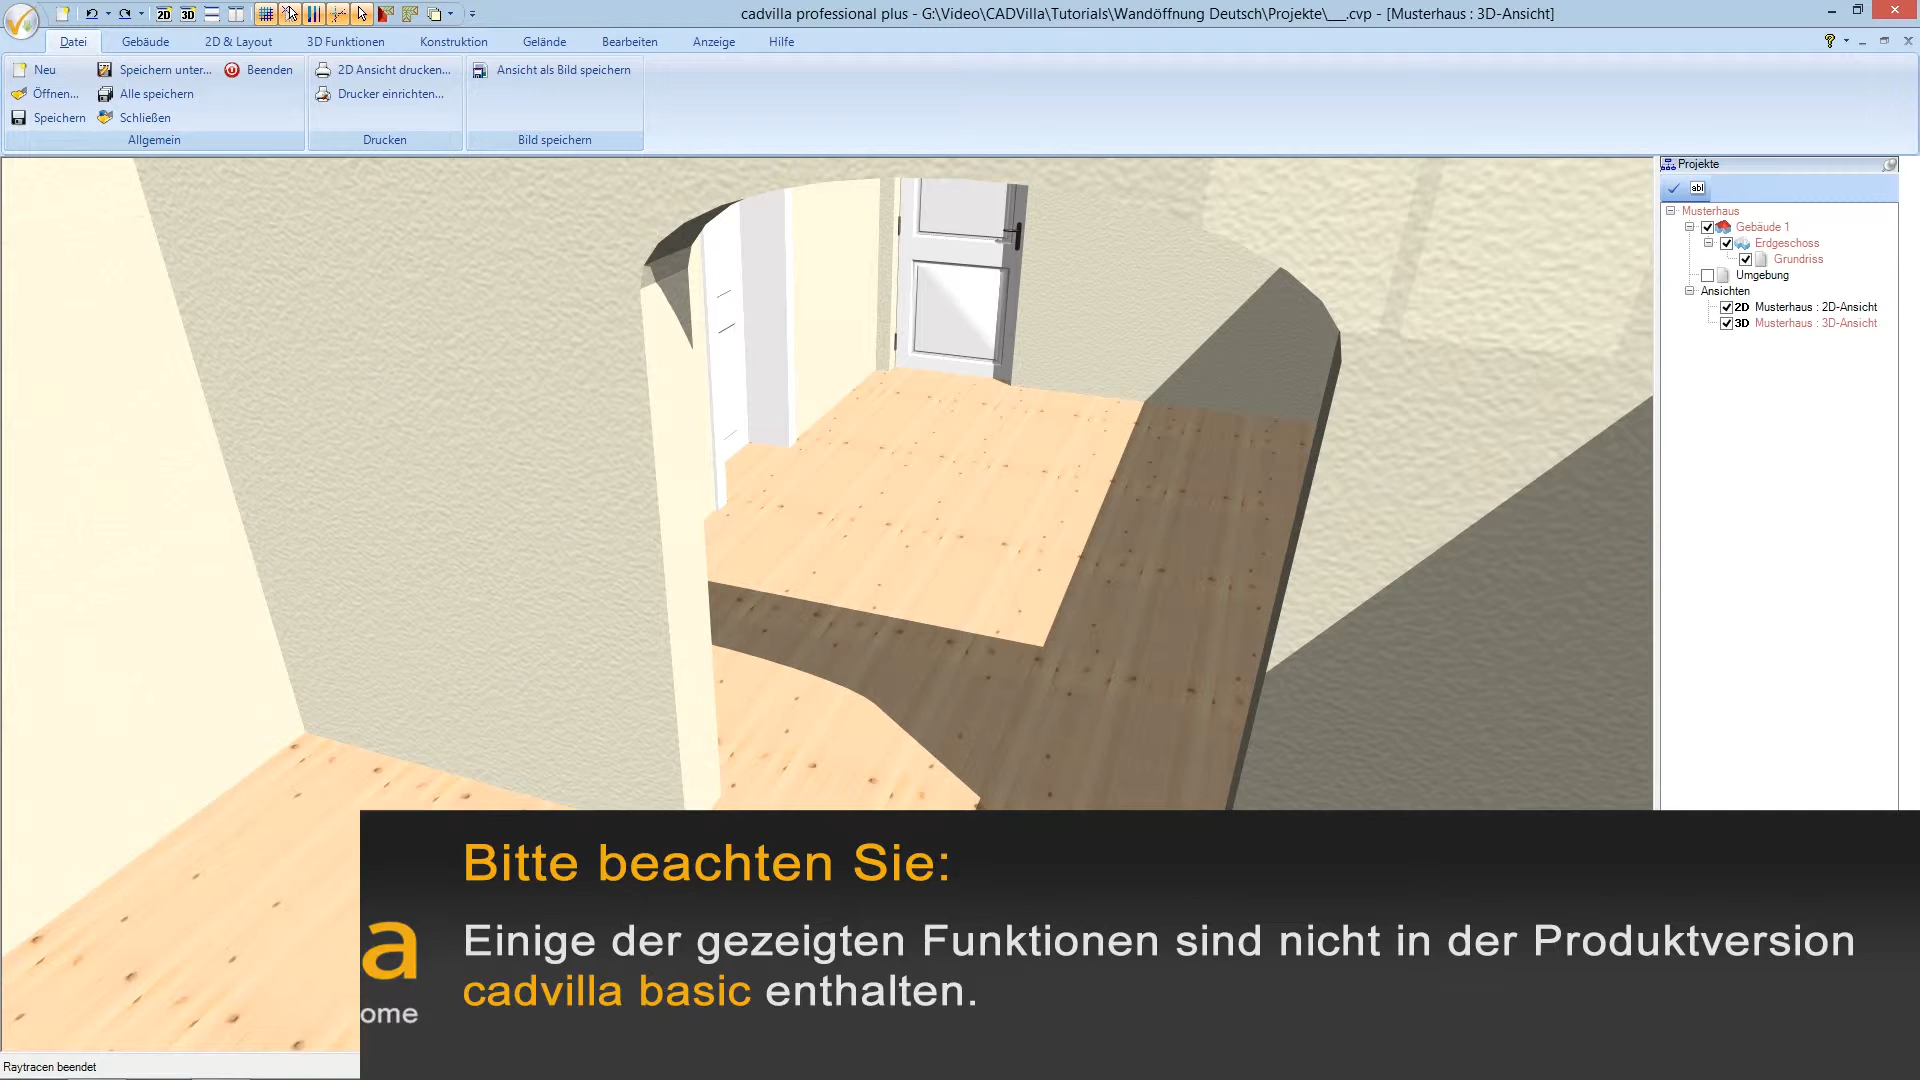 2D 3D cadvilla professional plus - G:\Video\CADVilla\Tutorials\Wandöffnung Deutsch\Projekte\___.cvp - [Musterhaus : 3D-Ansicht]
Datei Gebäude 2D & Layout 3D Funktionen Konstruktion Gelände Bearbeiten Anzeige Hilfe
Neu Speichern unter... Beenden 2D Ansicht drucken... Ansicht als Bild speichern
Öffnen... Alle speichern Drucker einrichten...
Speichern Schließen
Allgemein Drucken Bild speichern
Projekte
abl
Musterhaus
Gebäude 1
Erdgeschoss
Grundriss
Umgebung
Ansichten
2D Musterhaus : 2D-Ansicht
3D Musterhaus : 3D-Ansicht
Bitte beachten Sie:
a
ome
Einige der gezeigten Funktionen sind nicht in der Produktversion
cadvilla basic enthalten.
Raytracen beendet